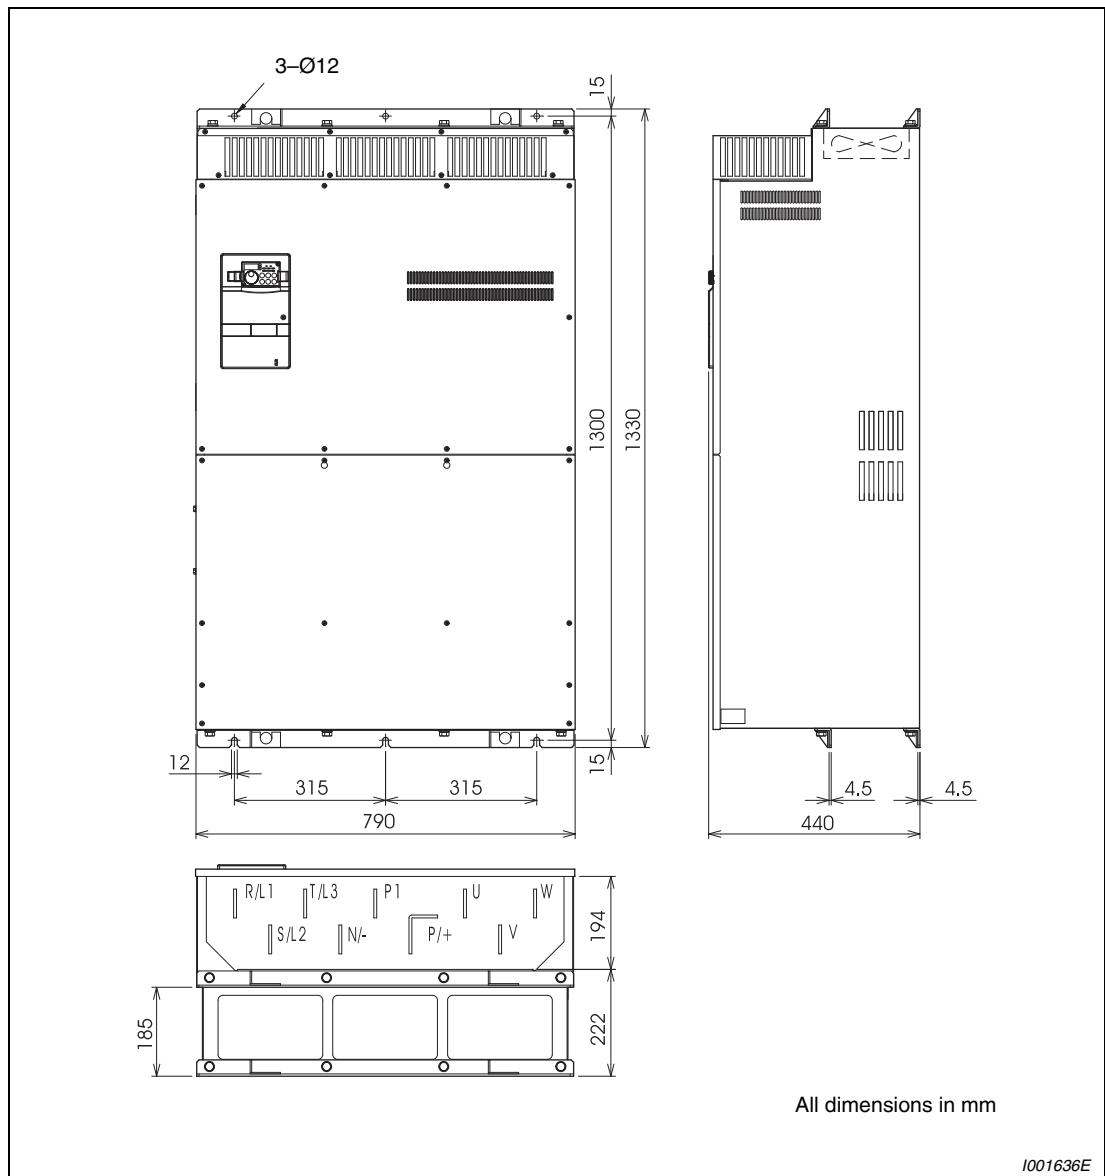 3–Ø12
15
1300
1330
12
315
315
15
790
4.5
4.5
440
R/L1
T/L3
P1
U
W
S/L2
N/-
P/+
V
194
185
222
All dimensions in mm
I001636E